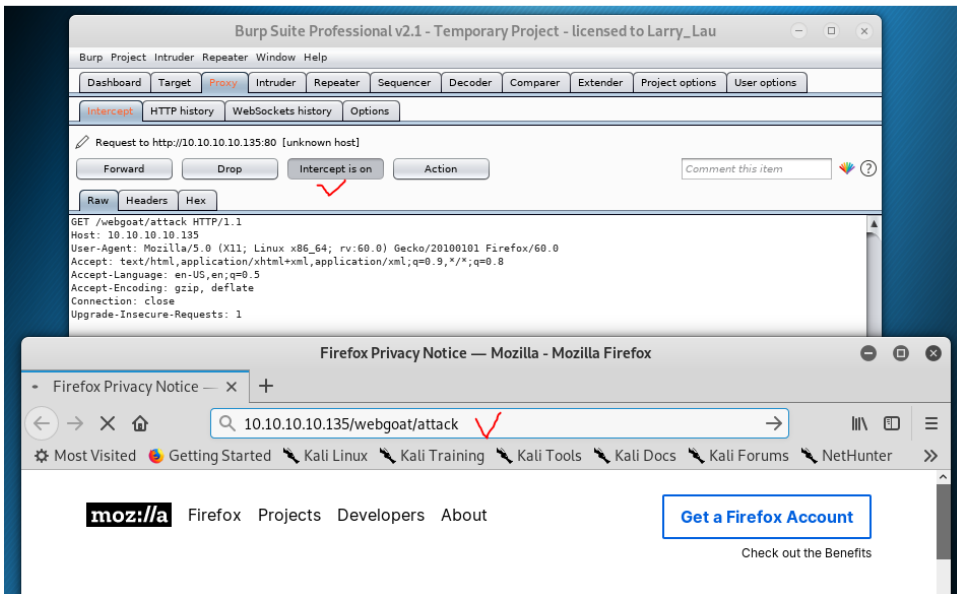 Burp Suite Professional v2.1 - Temporary Project - licensed to Larry_Lau
Burp Project Intruder Repeater Window Help
Dashboard Target Proxy Intruder Repeater Sequencer Decoder Comparer Extender Project options User options
Intercept HTTP history WebSockets history Options
Request to http://10.10.10.10.135:80 [unknown host]
Forward Drop Intercept is on Action Comment this item ?
Raw Headers Hex
GET /webgoat/attack HTTP/1.1
Host: 10.10.10.10.135
User-Agent: Mozilla/5.0 (X11; Linux x86_64; rv:60.0) Gecko/20100101 Firefox/60.0
Accept: text/html,application/xhtml+xml,application/xml;q=0.9,*/*;q=0.8
Accept-Language: en-US,en;q=0.5
Accept-Encoding: gzip, deflate
Connection: close
Upgrade-Insecure-Requests: 1
Firefox Privacy Notice — Mozilla - Mozilla Firefox
Firefox Privacy Notice —
10.10.10.10.135/webgoat/attack
Most Visited Getting Started Kali Linux Kali Training Kali Tools Kali Docs Kali Forums NetHunter
moz://a Firefox Projects Developers About Get a Firefox Account
Check out the Benefits